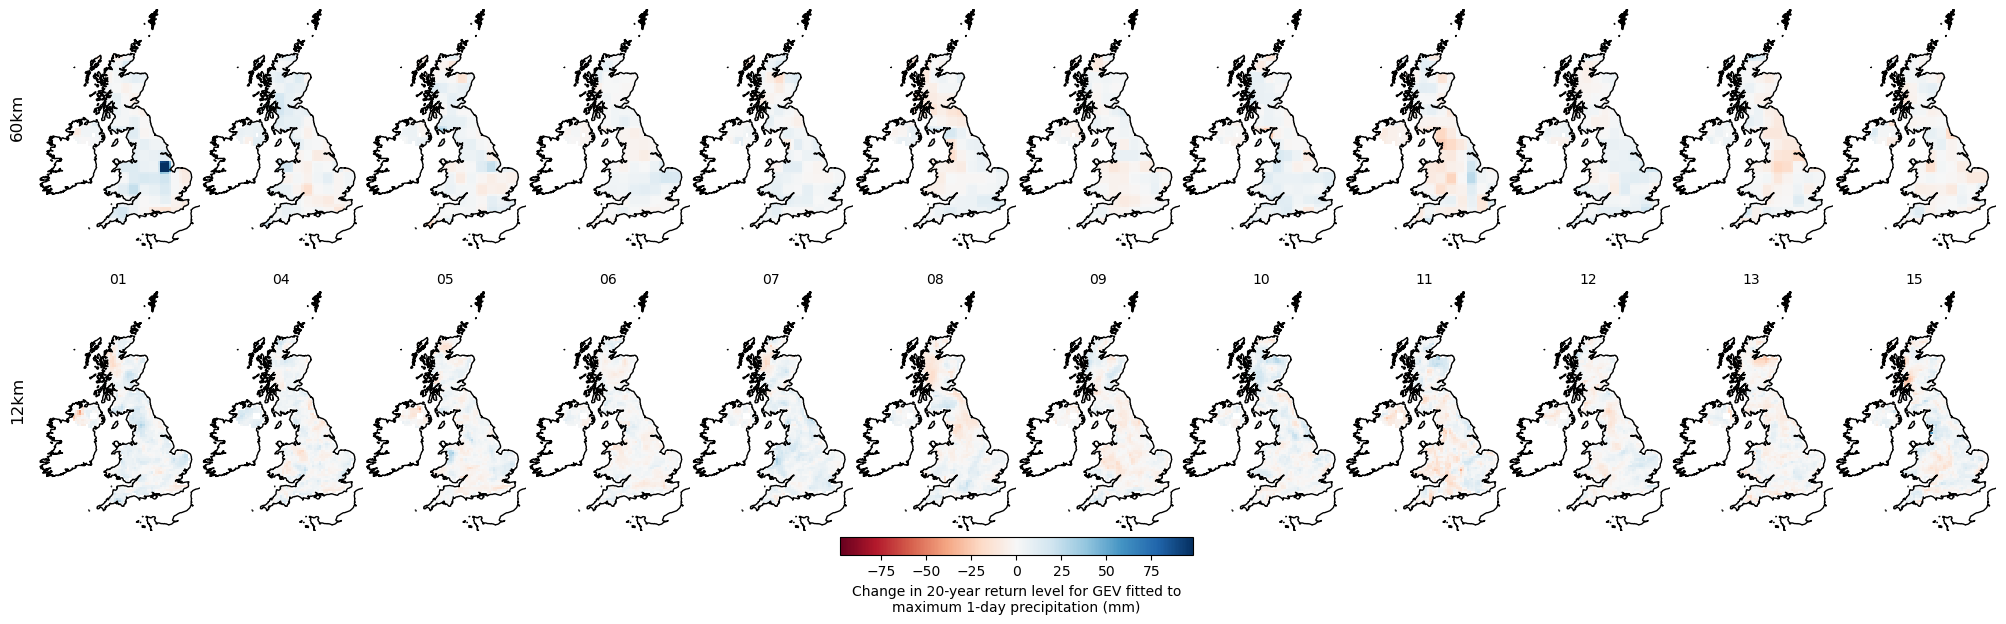 60km
01 04 05 06 07 08 09 10 11 12 13 15
12km
−75 −50 −25 0 25 50 75
Change in 20-year return level for GEV fitted to
maximum 1-day precipitation (mm)